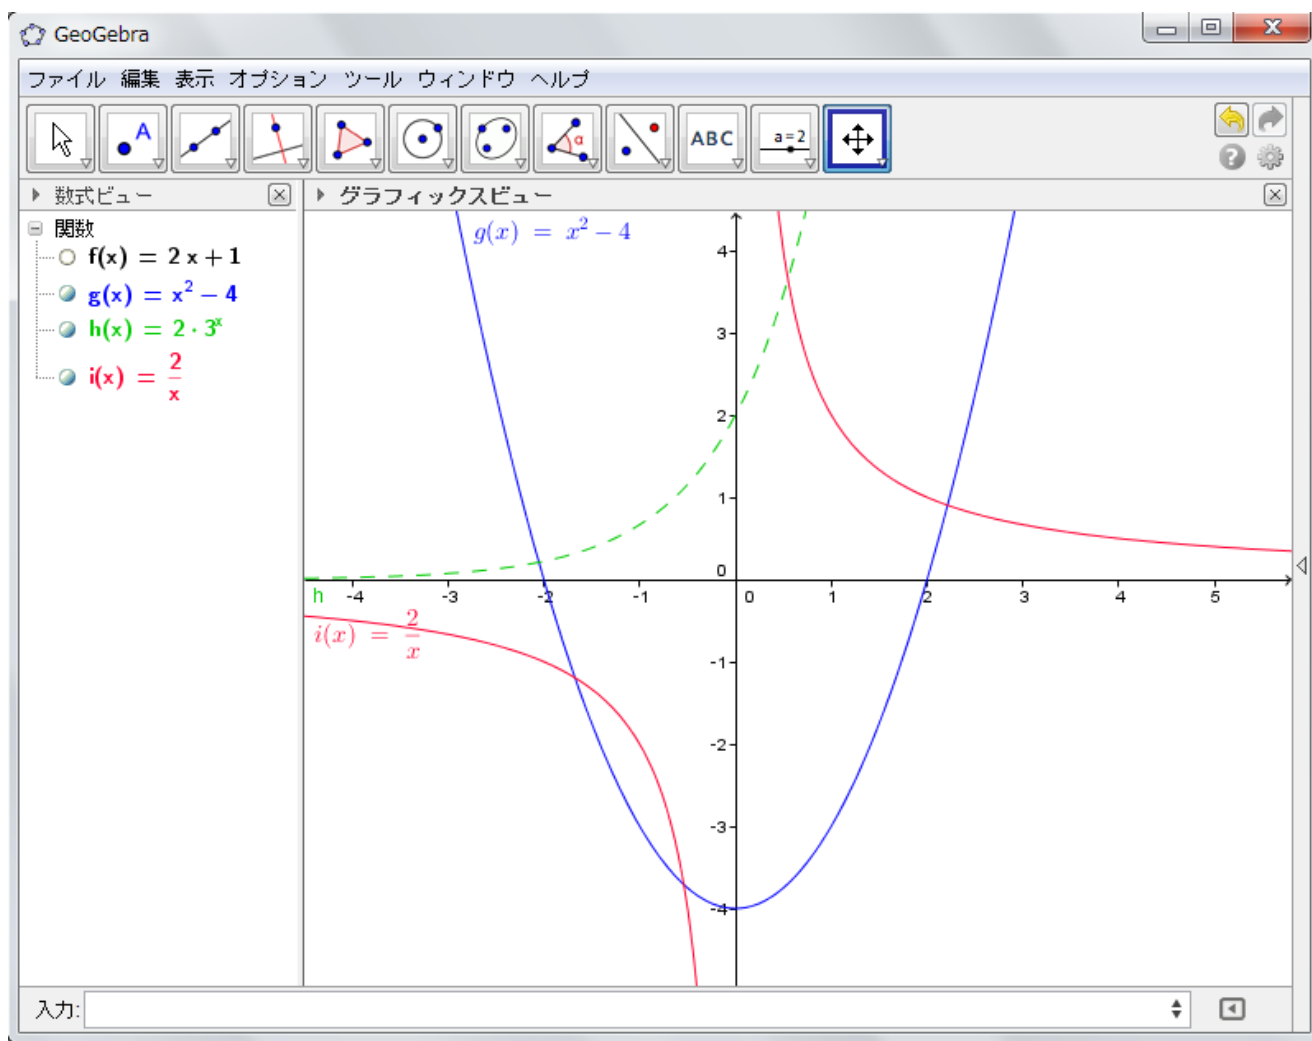 GeoGebra
ファイル 編集 表示 オプション ツール ウィンドウ ヘルプ
A
α
ABC
a=2
数式ビュー
グラフィックスビュー
関数
f(x) = 2 x + 1
g(x) = x² − 4
h(x) = 2 · 3ˣ
i(x) = 2/x
g(x) = x² − 4
4
3
2
1
0
h -4 -3 -2 -1 0 1 2 3 4 5
i(x) = 2/x
-1
-2
-3
-4
入力: